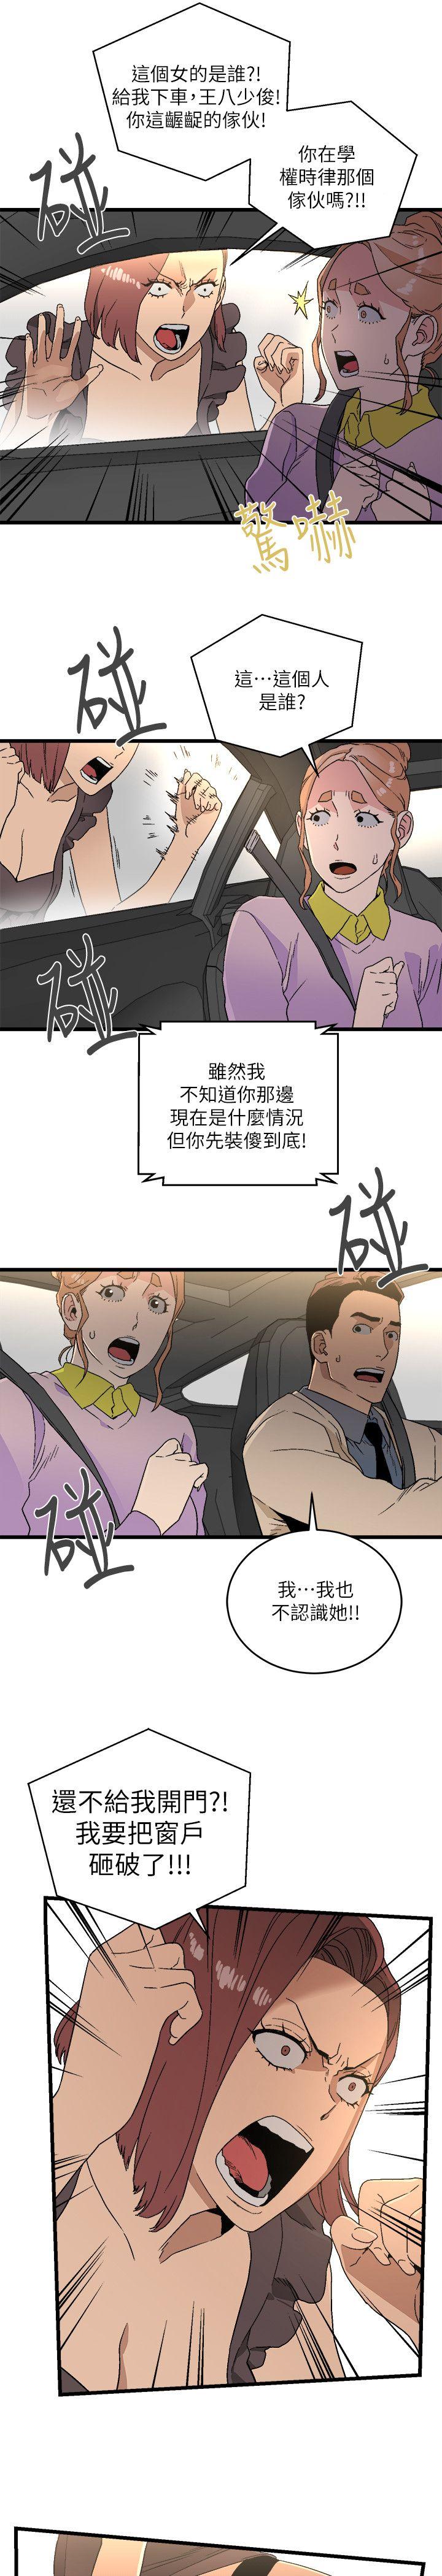 這個女的是誰?!
給我下車,王八少俊!
你這齷齪的傢伙!
你在學
權時律那個
傢伙嗎?!!
碰
驚嚇
這⋯這個人
是誰?
碰
碰
雖然我
不知道你那邊
現在是什麼情況
但你先裝傻到底!
碰
碰
我⋯我也
不認識她!!
還不給我開門?!
我要把窗戶
砸破了!!!